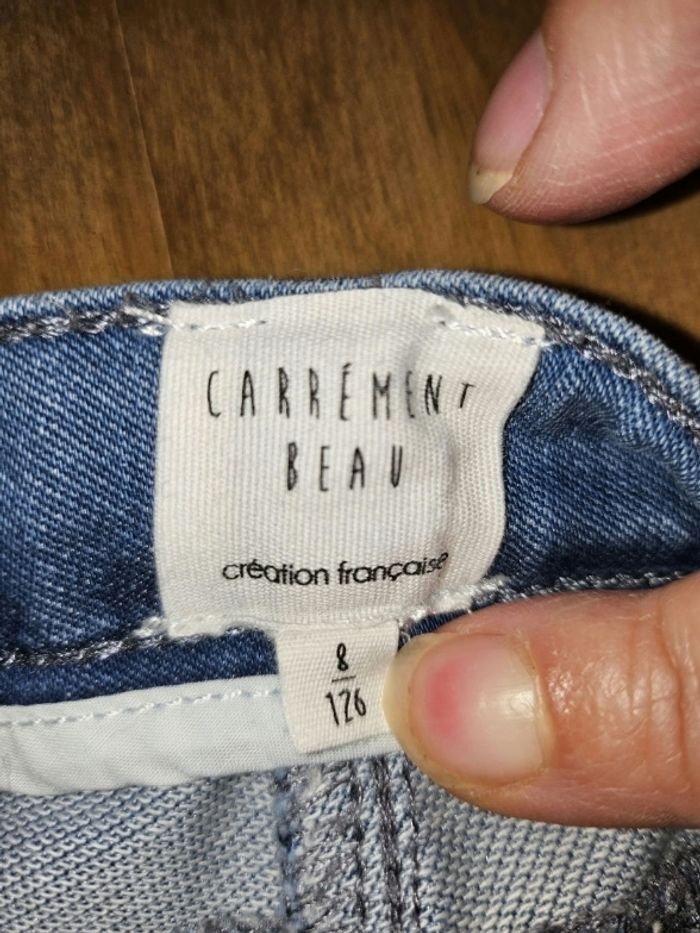 CARRÉMENT
BEAU
création française
8
126